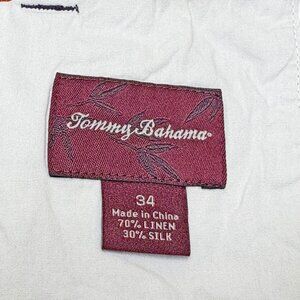 Tommy Bahama
34
Made in China
70% LINEN
30% SILK